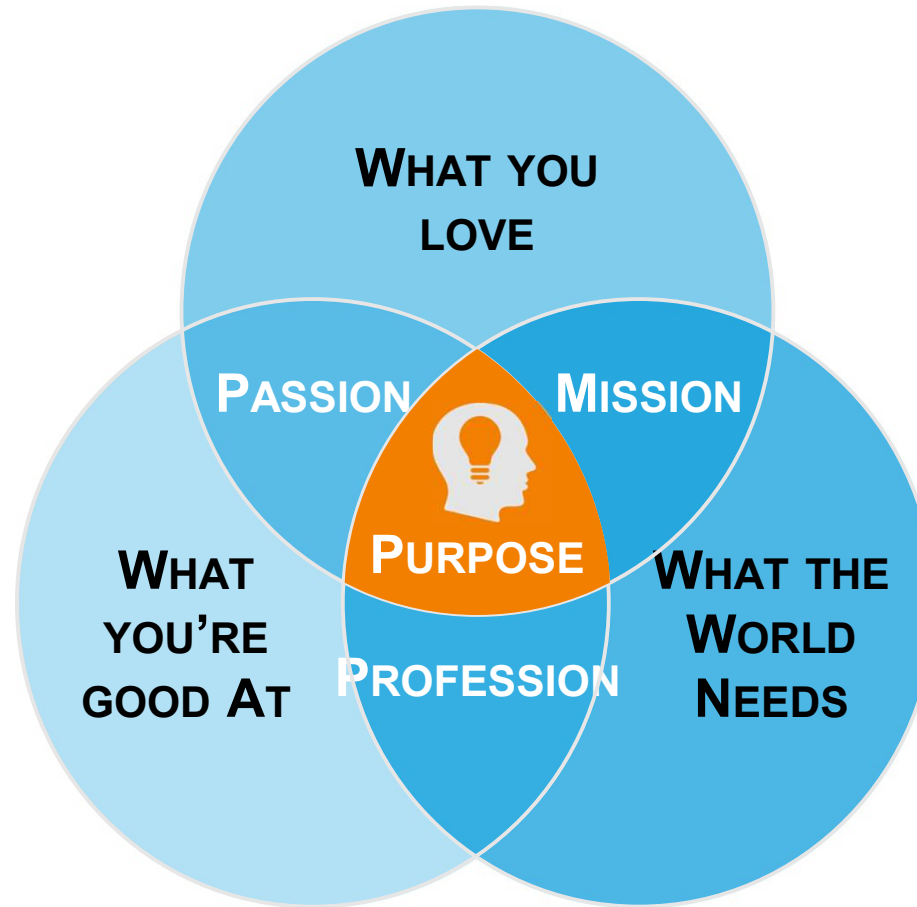 What you
love
Passion
Mission
Purpose
What
you’re
good At
What the
World
Needs
Profession